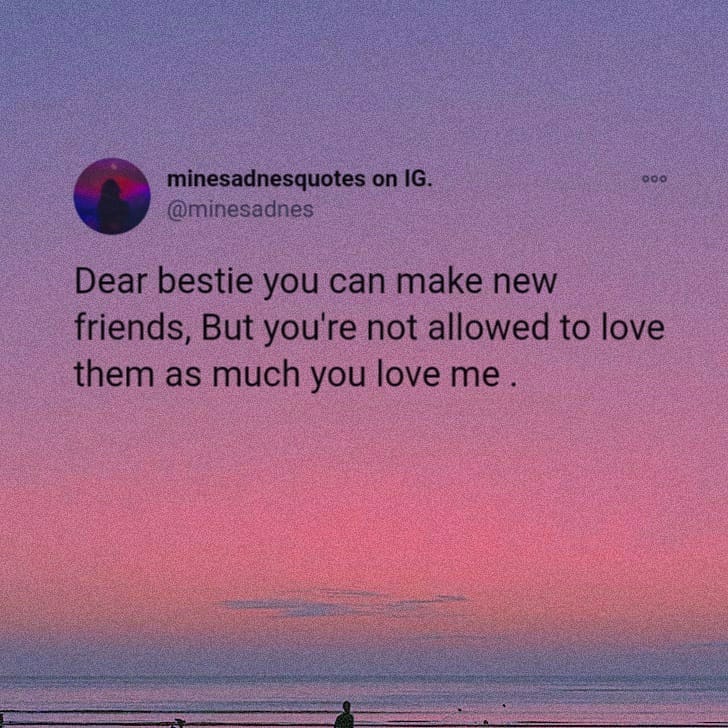 minesadnesquotes on IG.
@minesadnes
Dear bestie you can make new
friends, But you're not allowed to love
them as much you love me .